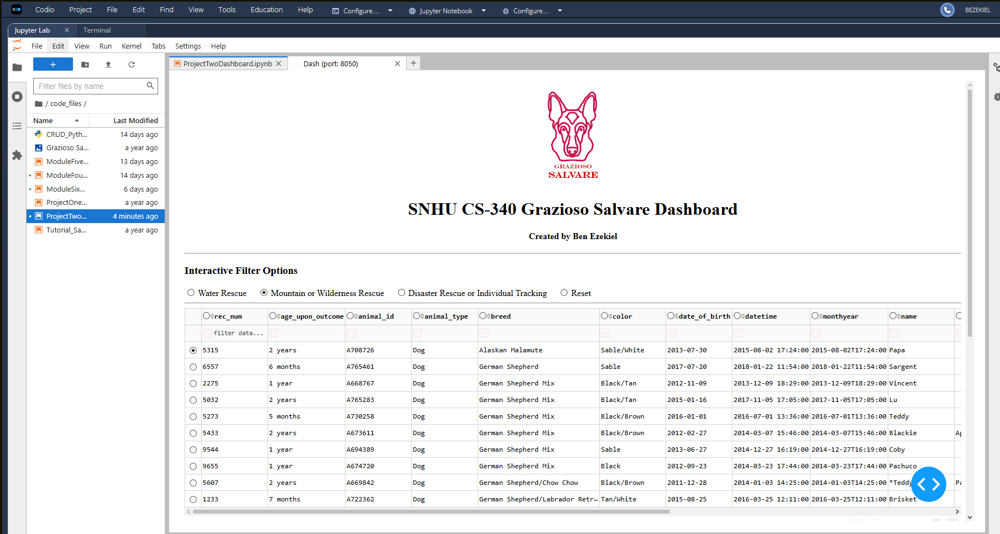 Codio Project File Edit Find View Tools Education Help Configure.... Jupyter Notebook Configure.... BEZEKIEL
Jupyter Lab Terminal
File Edit View Run Kernel Tabs Settings Help
ProjectTwoDashboard.ipynb Dash (port: 8050)
Filter files by name
/ code_files /
Name Last Modified
CRUD_Pyth... 14 days ago
Grazioso Sa... a year ago
ModuleFive... 13 days ago
ModuleFou... 14 days ago
ModuleSix... 6 days ago
ProjectOne... a year ago
ProjectTwo... 4 minutes ago
Tutorial_Sa... a year ago
GRAZIOSO
SALVARE
SNHU CS-340 Grazioso Salvare Dashboard
Created by Ben Ezekiel
Interactive Filter Options
Water Rescue Mountain or Wilderness Rescue Disaster Rescue or Individual Tracking Reset
rec_num age_upon_outcome animal_id animal_type breed color date_of_birth datetime monthyear name
filter data...
5315 2 years A708726 Dog Alaskan Malamute Sable/White 2013-07-30 2015-08-02 17:24:00 2015-08-02T17:24:00 Papa
6557 6 months A765461 Dog German Shepherd Sable 2017-07-20 2018-01-22 11:54:00 2018-01-22T11:54:00 Sargent
2275 1 year A668767 Dog German Shepherd Mix Black/Tan 2012-11-09 2013-12-09 18:29:00 2013-12-09T18:29:00 Vincent
5032 2 years A765283 Dog German Shepherd Mix Black/Tan 2015-01-16 2017-11-05 17:05:00 2017-11-05T17:05:00 Lu
5273 5 months A730258 Dog German Shepherd Mix Black/Brown 2016-01-01 2016-07-01 13:36:00 2016-07-01T13:36:00 Teddy
5433 2 years A673611 Dog German Shepherd Mix Black/Brown 2012-02-27 2014-03-07 15:46:00 2014-03-07T15:46:00 Blackie
9544 1 year A694389 Dog German Shepherd Mix Sable 2013-06-27 2014-12-27 16:19:00 2014-12-27T16:19:00 Coby
9655 1 year A674720 Dog German Shepherd Mix Black 2012-09-23 2014-03-23 17:44:00 2014-03-23T17:44:00 Pachuco
5607 2 years A669842 Dog German Shepherd/Chow Chow Black/Brown 2011-12-28 2014-01-03 14:25:00 2014-01-03T14:25:00 *Teddy
1233 7 months A722362 Dog German Shepherd/Labrador Retr… Tan/White 2015-08-25 2016-03-25 12:11:00 2016-03-25T12:11:00 Brisket